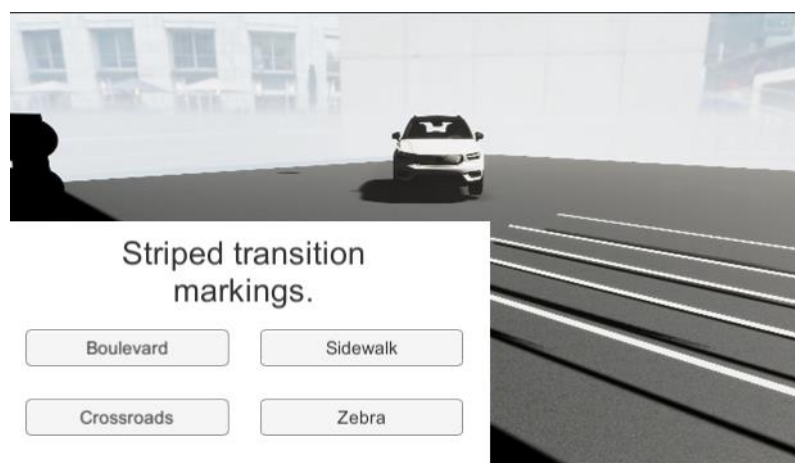 Striped transition
markings.
Boulevard
Sidewalk
Crossroads
Zebra